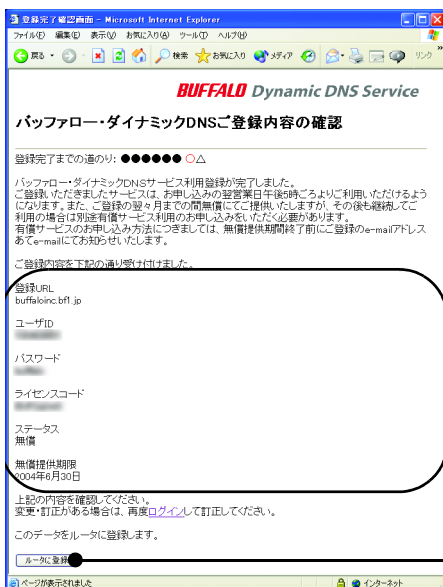 登録完了確認画面 - Microsoft Internet Explorer
ファイル(F) 編集(E) 表示(V) お気に入り(A) ツール(T) ヘルプ(H)
戻る 検索 お気に入り メディア リンク »
BUFFALO Dynamic DNS Service
バッファロー・ダイナミックDNSご登録内容の確認
登録完了までの道のり: ●●●●●● ○△
バッファロー・ダイナミックDNSサービス利用登録が完了しました。
ご登録いただきましたサービスは、お申し込みの翌営業日午後5時ごろよりご利用いただけるよう
になります。また、ご登録の翌々月までの間無償にてご提供いたしますが、その後も継続してご
利用の場合は別途有償サービス利用のお申し込みをいただく必要があります。
有償サービスのお申し込み方法につきましては、無償提供期間終了前にご登録のe-mailアドレス
あてe-mailにてお知らせいたします。
ご登録内容を下記の通り受け付けました。
登録URL
buffaloinc.bf1.jp
ユーザID
パスワード
ライセンスコード
ステータス
無償
無償提供期限
2004年6月30日
上記の内容を確認してください。
変更・訂正がある場合は、再度ログインして訂正してください。
このデータをルータに登録します。
ルータに登録
ページが表示されました インターネット